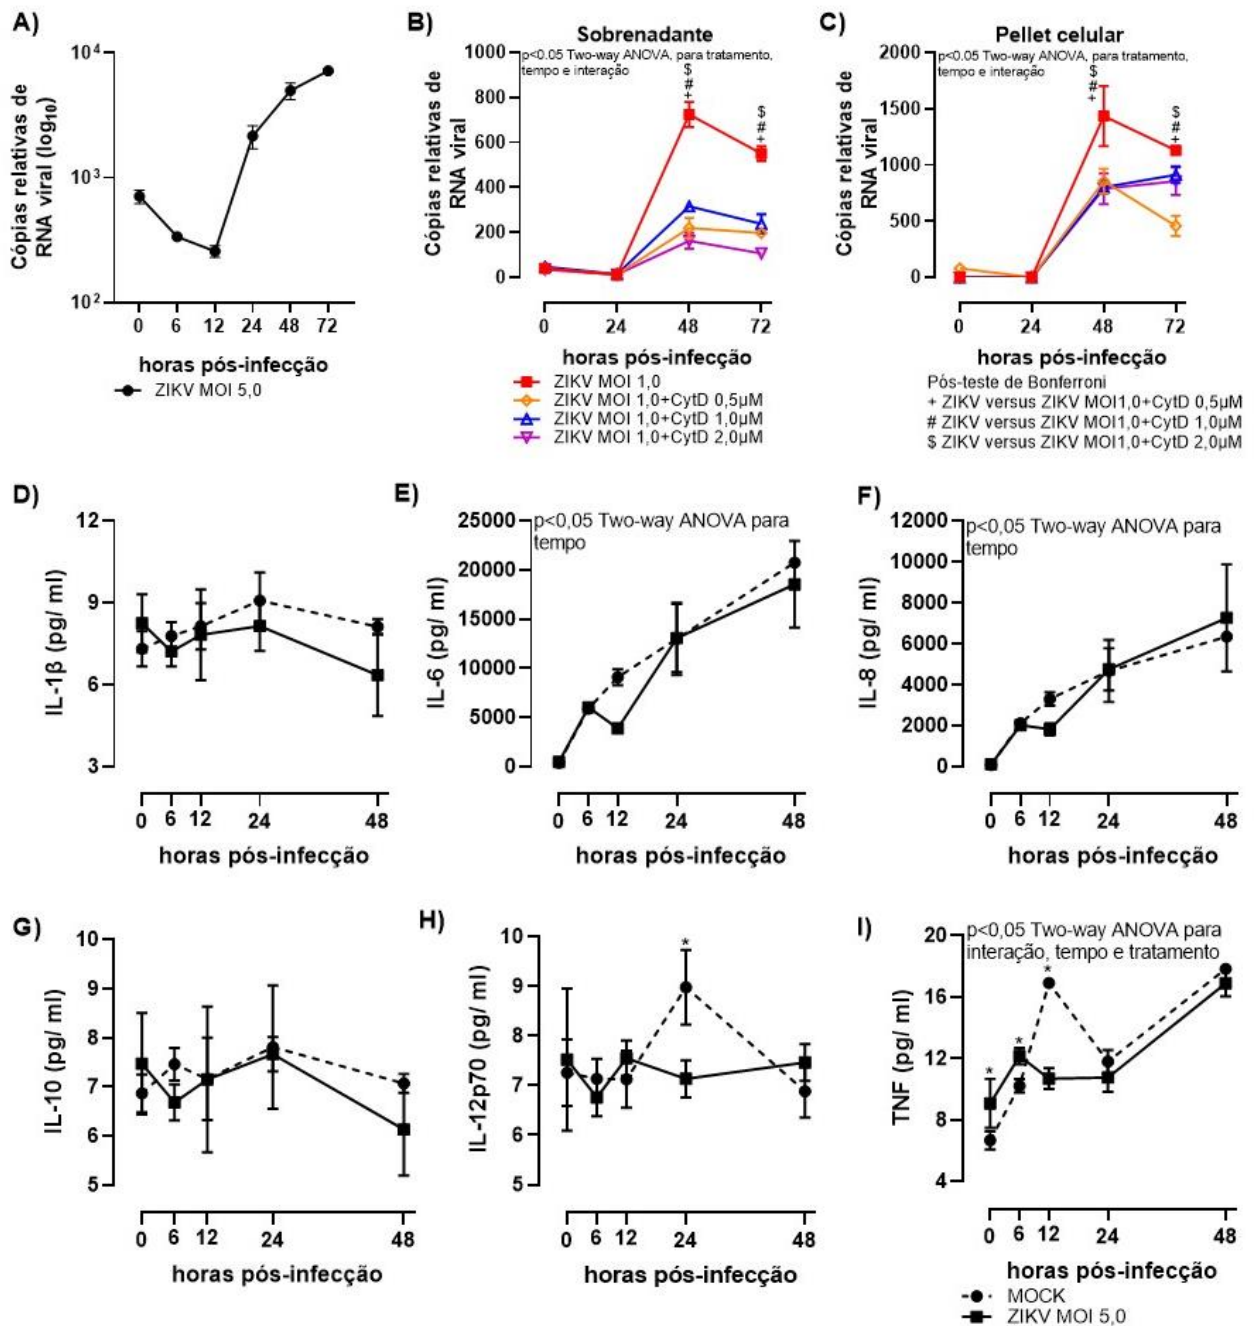 A)
Cópias relativas de
RNA viral (log10)
10^4
10^3
10^2
0 6 12 24 48 72
horas pós-infecção
ZIKV MOI 5,0
B)
Sobrenadante
p<0.05 Two-way ANOVA, para tratamento,
tempo e interação
Cópias relativas de
RNA viral
1000
800
600
400
200
0
$
#
+
$
#
+
0 24 48 72
horas pós-infecção
ZIKV MOI 1,0
ZIKV MOI 1,0+CytD 0,5µM
ZIKV MOI 1,0+CytD 1,0µM
ZIKV MOI 1,0+CytD 2,0µM
C)
Pellet celular
p<0.05 Two-way ANOVA, para tratamento,
tempo e interação
Cópias relativas de
RNA viral
2000
1500
1000
500
0
$
#
+
$
#
+
0 24 48 72
horas pós-infecção
Pós-teste de Bonferroni
+ ZIKV versus ZIKV MOI1,0+CytD 0,5µM
# ZIKV versus ZIKV MOI1,0+CytD 1,0µM
$ ZIKV versus ZIKV MOI1,0+CytD 2,0µM
D)
IL-1β (pg/ ml)
12
9
6
3
0 6 12 24 48
horas pós-infecção
E)
p<0,05 Two-way ANOVA para
tempo
IL-6 (pg/ ml)
25000
20000
15000
10000
5000
0
0 6 12 24 48
horas pós-infecção
F)
p<0,05 Two-way ANOVA para
tempo
IL-8 (pg/ ml)
12000
10000
8000
6000
4000
2000
0
0 6 12 24 48
horas pós-infecção
G)
IL-10 (pg/ ml)
10
9
8
7
6
5
0 6 12 24 48
horas pós-infecção
H)
IL-12p70 (pg/ ml)
10
9
8
7
6
5
*
0 6 12 24 48
horas pós-infecção
I)
p<0,05 Two-way ANOVA para
interação, tempo e tratamento
TNF (pg/ ml)
20
16
12
8
4
* * *
0 6 12 24 48
horas pós-infecção
MOCK
ZIKV MOI 5,0